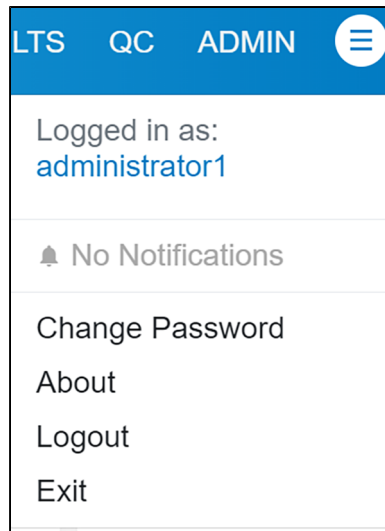 LTS QC ADMIN
Logged in as:
administrator1
No Notifications
Change Password
About
Logout
Exit